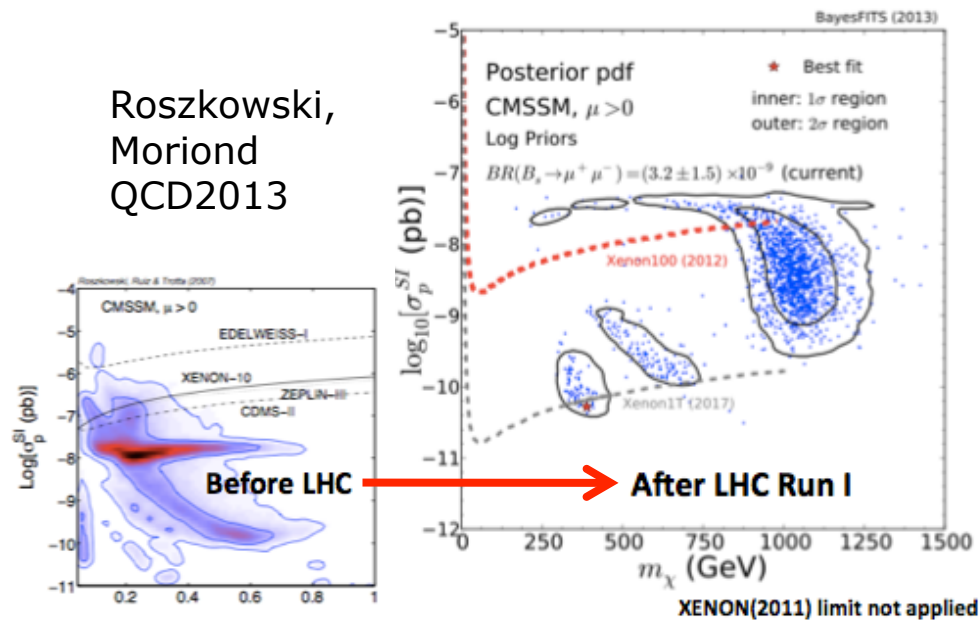 Roszkowski,
Moriond
QCD2013
Roszkowski, Ruiz & Trotta (2007)
CMSSM, μ > 0
EDELWEISS-I
XENON-10
ZEPLIN-III
CDMS-II
Log[σ_p^SI (pb)]
-4
-5
-6
-7
-8
-9
-10
-11
0.2 0.4 0.6 0.8 1
Before LHC
BayesFITS (2013)
Posterior pdf
CMSSM, μ > 0
Log Priors
BR(B_s → μ⁺ μ⁻) = (3.2 ± 1.5) × 10⁻⁹ (current)
Best fit
inner: 1σ region
outer: 2σ region
Xenon100 (2012)
Xenon1T (2017)
log₁₀[σ_p^SI (pb)]
−5
−6
−7
−8
−9
−10
−11
−12
0 250 500 750 1000 1250 1500
m_χ (GeV)
After LHC Run I
XENON(2011) limit not applied